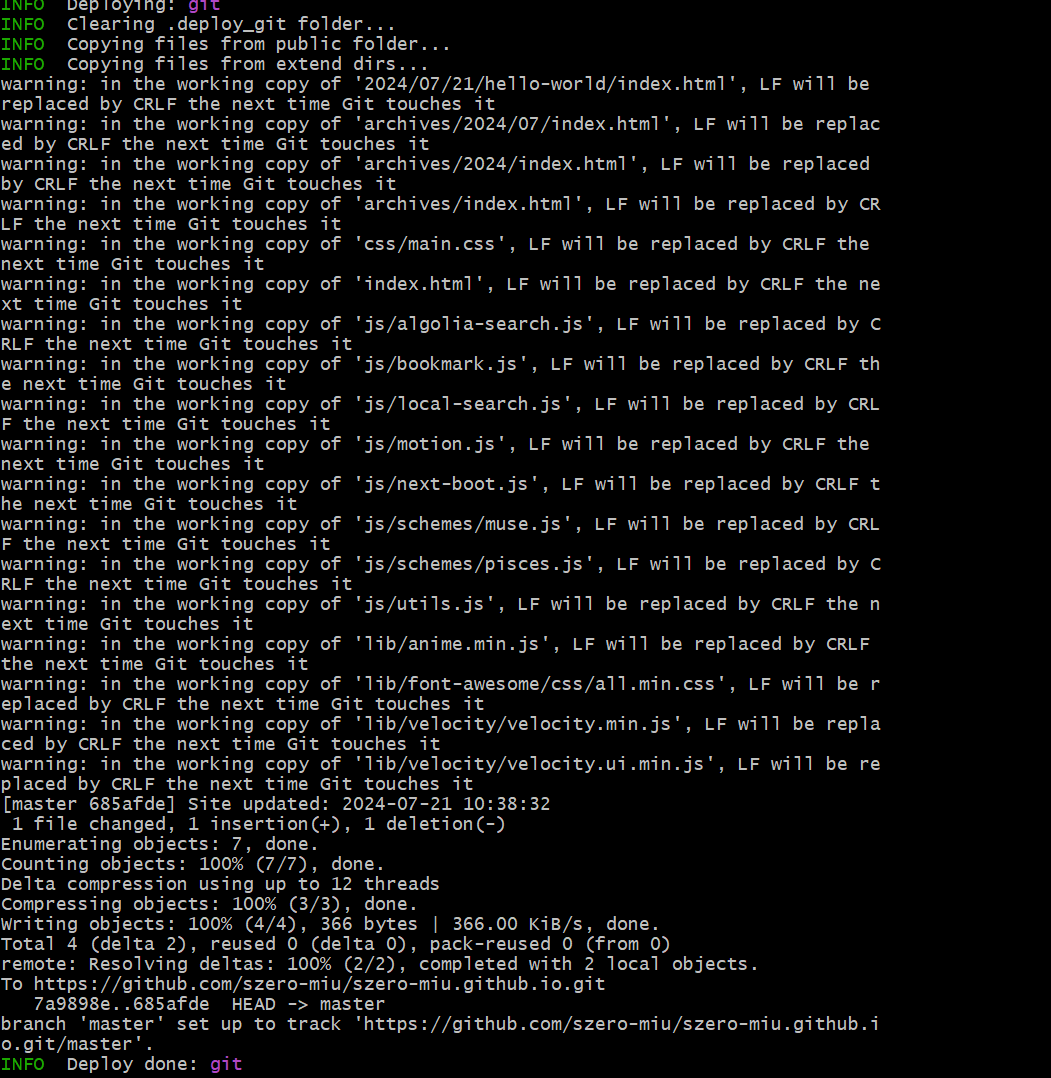 INFO  Deploying: git
INFO  Clearing .deploy_git folder...
INFO  Copying files from public folder...
INFO  Copying files from extend dirs...
warning: in the working copy of '2024/07/21/hello-world/index.html', LF will be
replaced by CRLF the next time Git touches it
warning: in the working copy of 'archives/2024/07/index.html', LF will be replac
ed by CRLF the next time Git touches it
warning: in the working copy of 'archives/2024/index.html', LF will be replaced
by CRLF the next time Git touches it
warning: in the working copy of 'archives/index.html', LF will be replaced by CR
LF the next time Git touches it
warning: in the working copy of 'css/main.css', LF will be replaced by CRLF the
next time Git touches it
warning: in the working copy of 'index.html', LF will be replaced by CRLF the ne
xt time Git touches it
warning: in the working copy of 'js/algolia-search.js', LF will be replaced by C
RLF the next time Git touches it
warning: in the working copy of 'js/bookmark.js', LF will be replaced by CRLF th
e next time Git touches it
warning: in the working copy of 'js/local-search.js', LF will be replaced by CRL
F the next time Git touches it
warning: in the working copy of 'js/motion.js', LF will be replaced by CRLF the
next time Git touches it
warning: in the working copy of 'js/next-boot.js', LF will be replaced by CRLF t
he next time Git touches it
warning: in the working copy of 'js/schemes/muse.js', LF will be replaced by CRL
F the next time Git touches it
warning: in the working copy of 'js/schemes/pisces.js', LF will be replaced by C
RLF the next time Git touches it
warning: in the working copy of 'js/utils.js', LF will be replaced by CRLF the n
ext time Git touches it
warning: in the working copy of 'lib/anime.min.js', LF will be replaced by CRLF
the next time Git touches it
warning: in the working copy of 'lib/font-awesome/css/all.min.css', LF will be r
eplaced by CRLF the next time Git touches it
warning: in the working copy of 'lib/velocity/velocity.min.js', LF will be repla
ced by CRLF the next time Git touches it
warning: in the working copy of 'lib/velocity/velocity.ui.min.js', LF will be re
placed by CRLF the next time Git touches it
[master 685afde] Site updated: 2024-07-21 10:38:32
 1 file changed, 1 insertion(+), 1 deletion(-)
Enumerating objects: 7, done.
Counting objects: 100% (7/7), done.
Delta compression using up to 12 threads
Compressing objects: 100% (3/3), done.
Writing objects: 100% (4/4), 366 bytes | 366.00 KiB/s, done.
Total 4 (delta 2), reused 0 (delta 0), pack-reused 0 (from 0)
remote: Resolving deltas: 100% (2/2), completed with 2 local objects.
To https://github.com/szero-miu/szero-miu.github.io.git
   7a9898e..685afde  HEAD -> master
branch 'master' set up to track 'https://github.com/szero-miu/szero-miu.github.i
o.git/master'.
INFO  Deploy done: git